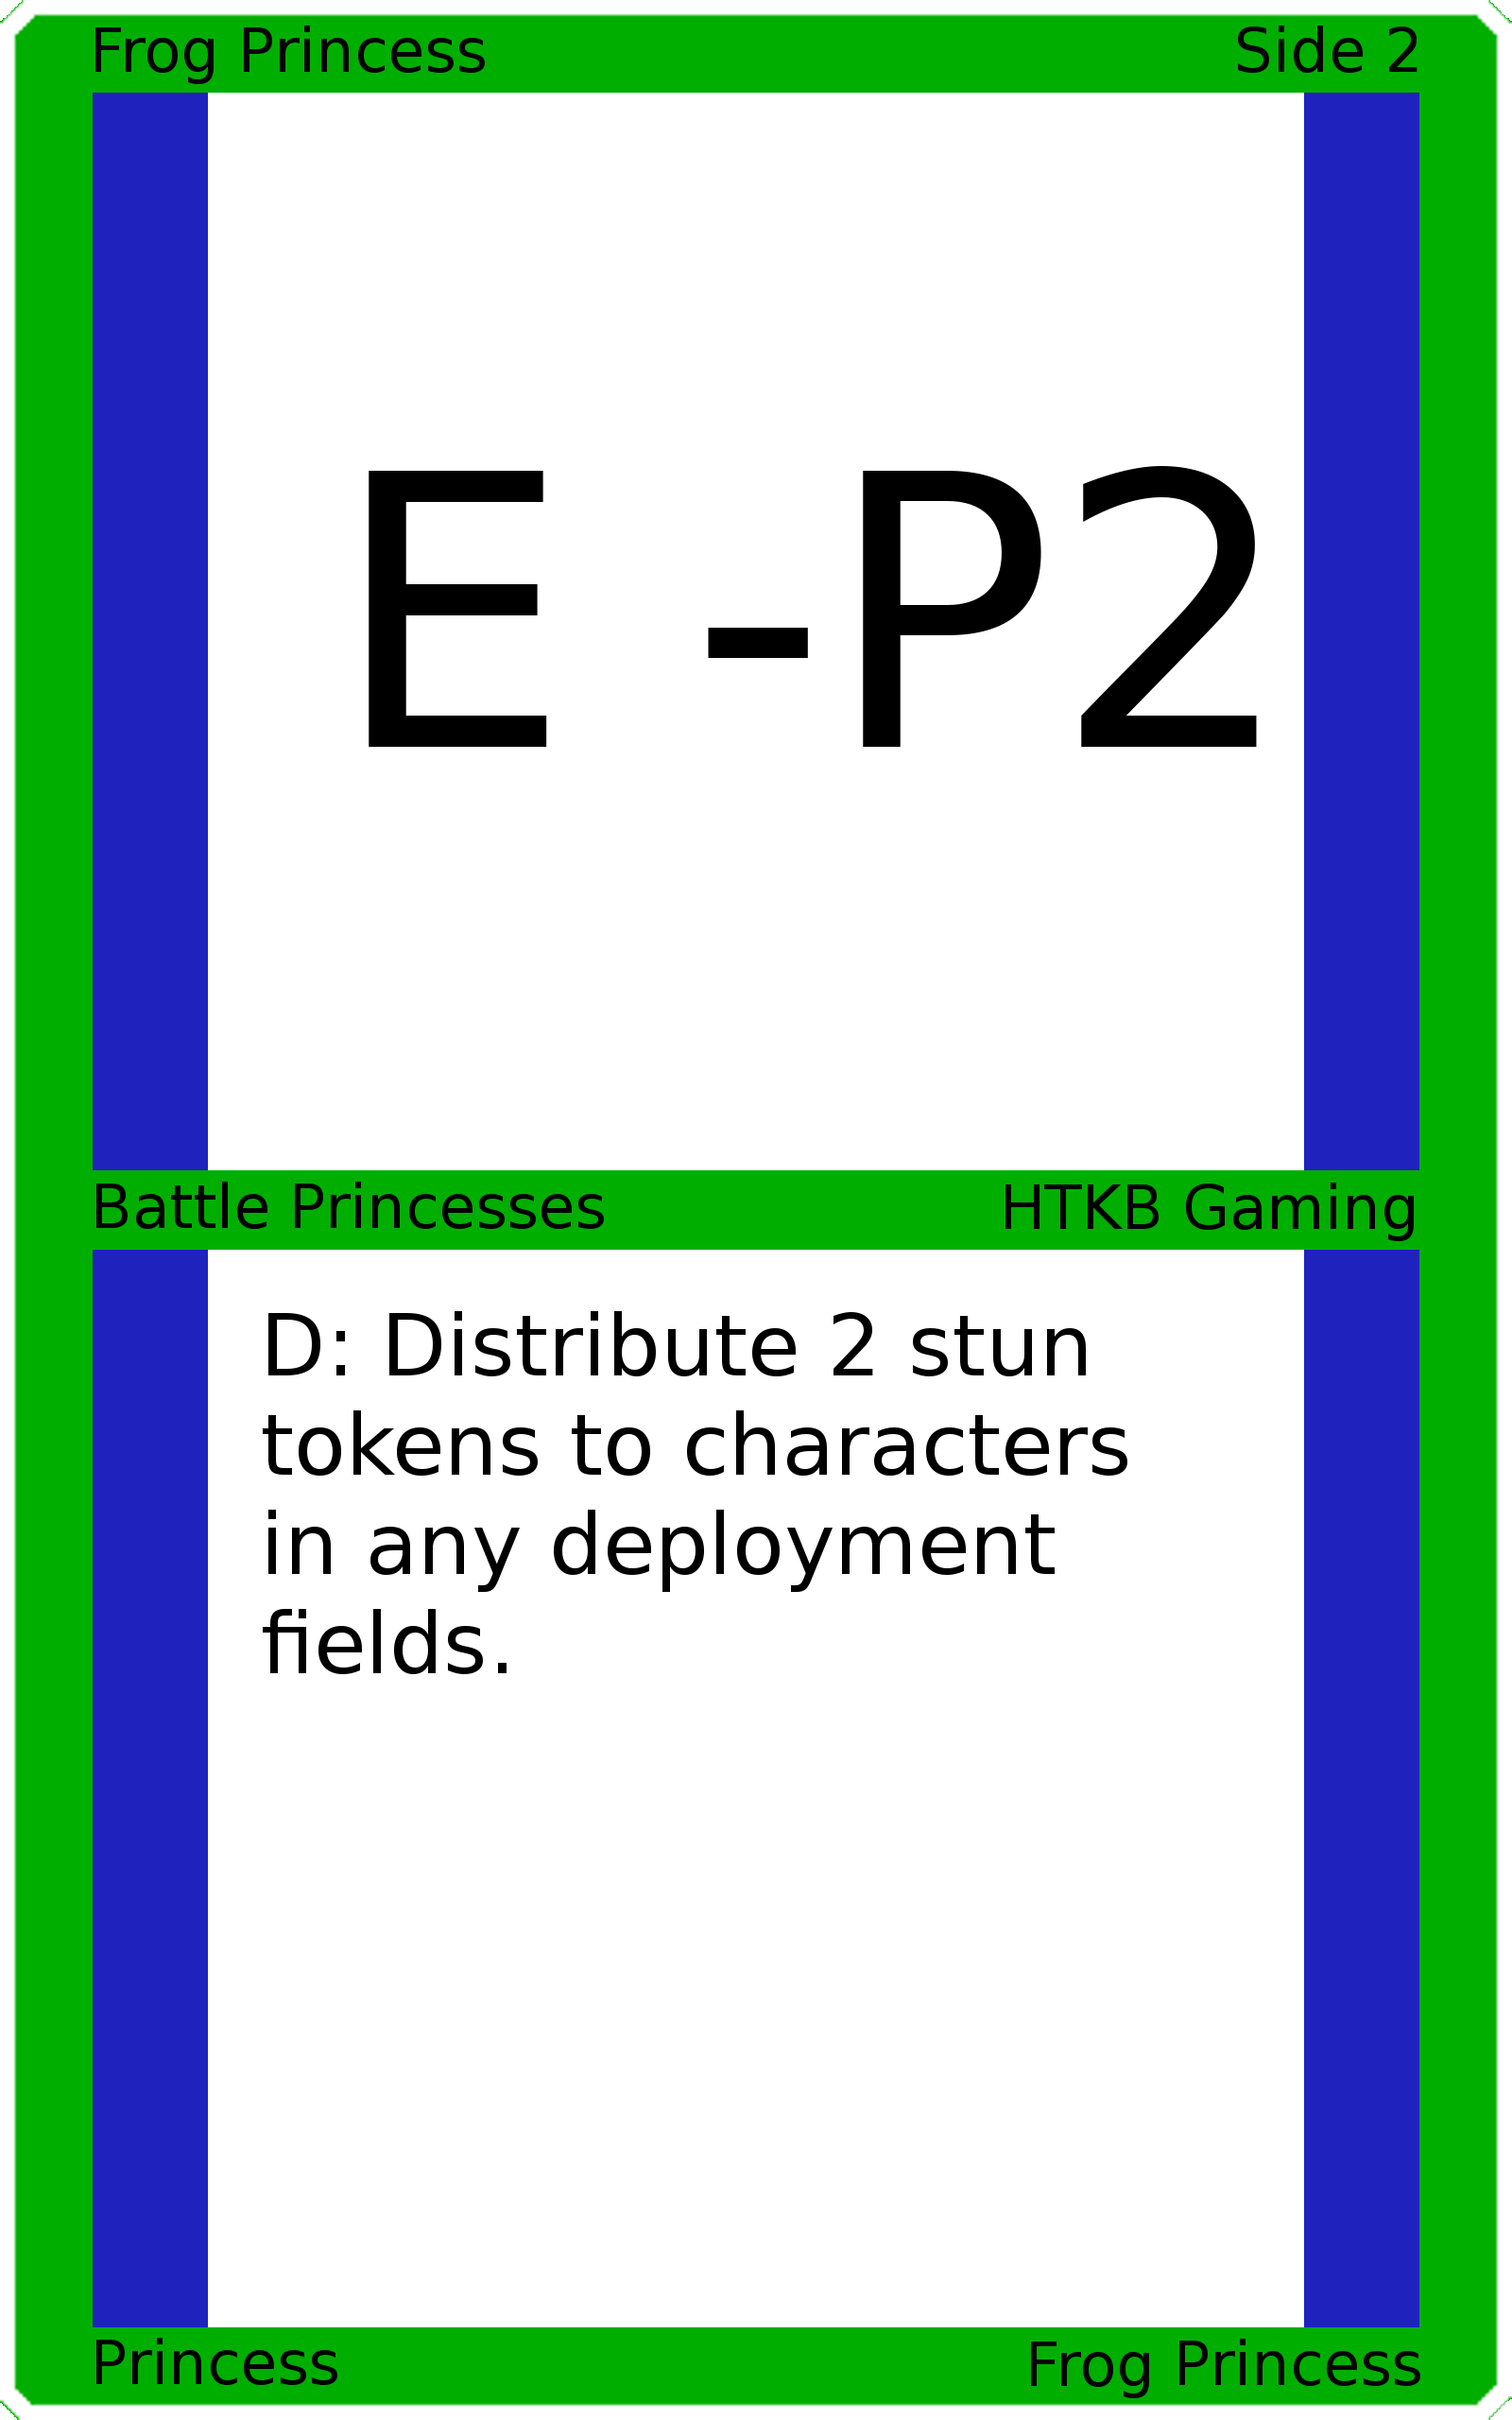 Frog Princess Side 2
E -P2
Battle Princesses HTKB Gaming
D: Distribute 2 stun
tokens to characters
in any deployment
fields.
Princess Frog Princess